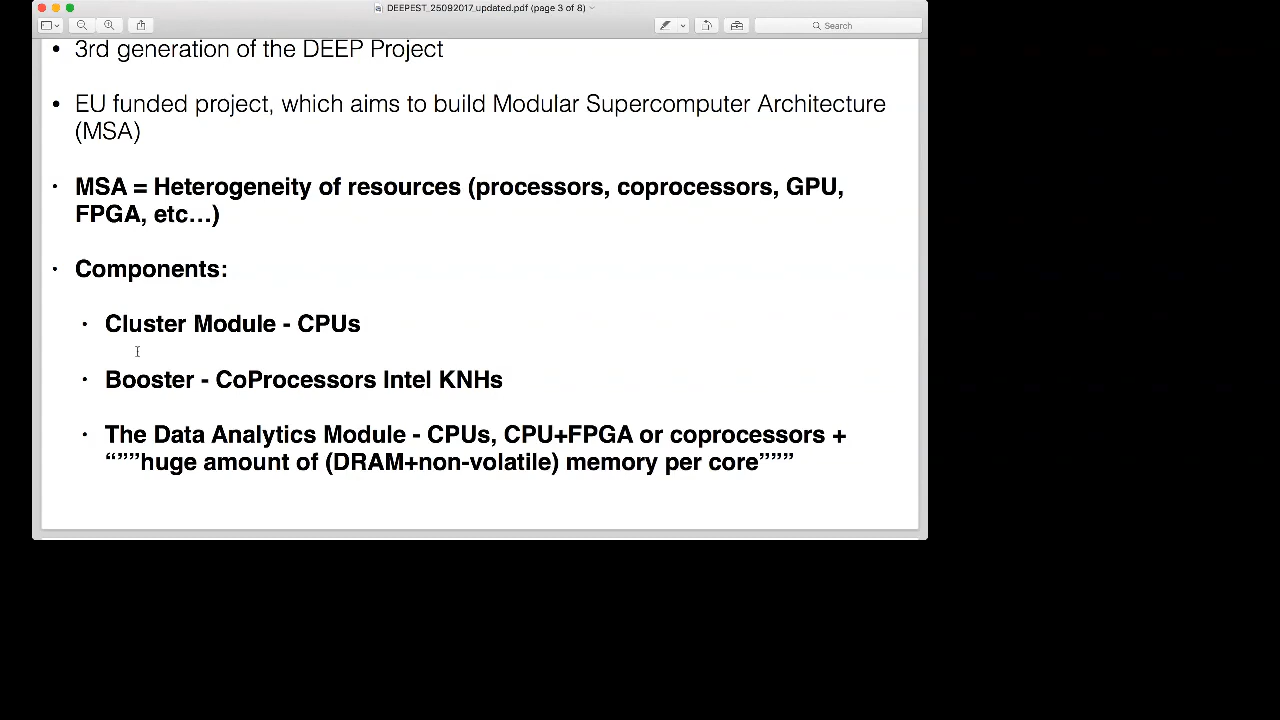 DEEPEST_25092017_updated.pdf (page 3 of 8)
Search
• 3rd generation of the DEEP Project
• EU funded project, which aims to build Modular Supercomputer Architecture
(MSA)
• MSA = Heterogeneity of resources (processors, coprocessors, GPU,
FPGA, etc…)
• Components:
• Cluster Module - CPUs
• Booster - CoProcessors Intel KNHs
• The Data Analytics Module - CPUs, CPU+FPGA or coprocessors +
“””huge amount of (DRAM+non-volatile) memory per core”””